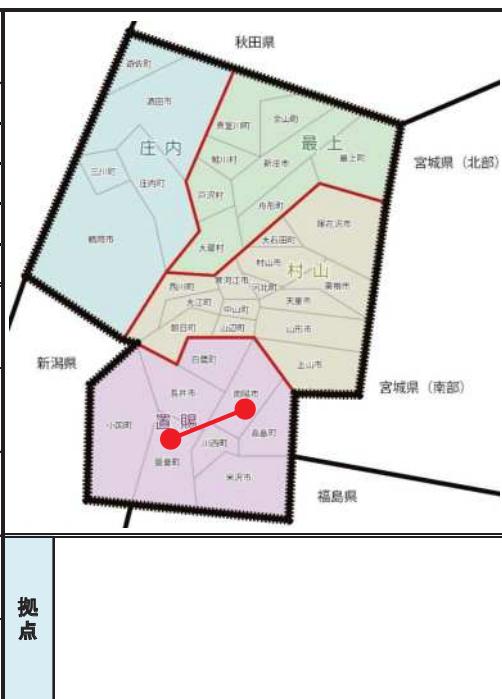 秋田県
遊佐町
酒田市
真室川町
金山町
庄内
最上
鮭川村
新庄市
最上町
宮城県（北部）
三川町
庄内町
戸沢村
舟形町
鶴岡市
尾花沢市
大石田町
大蔵村
村山市
村山
西川町
寒河江市
河北町
東根市
大江町
中山町
天童市
朝日町
山辺町
山形市
新潟県
白鷹町
上山市
宮城県（南部）
長井市
南陽市
小国町
置賜
高畠町
川西町
飯豊町
米沢市
福島県
拠点